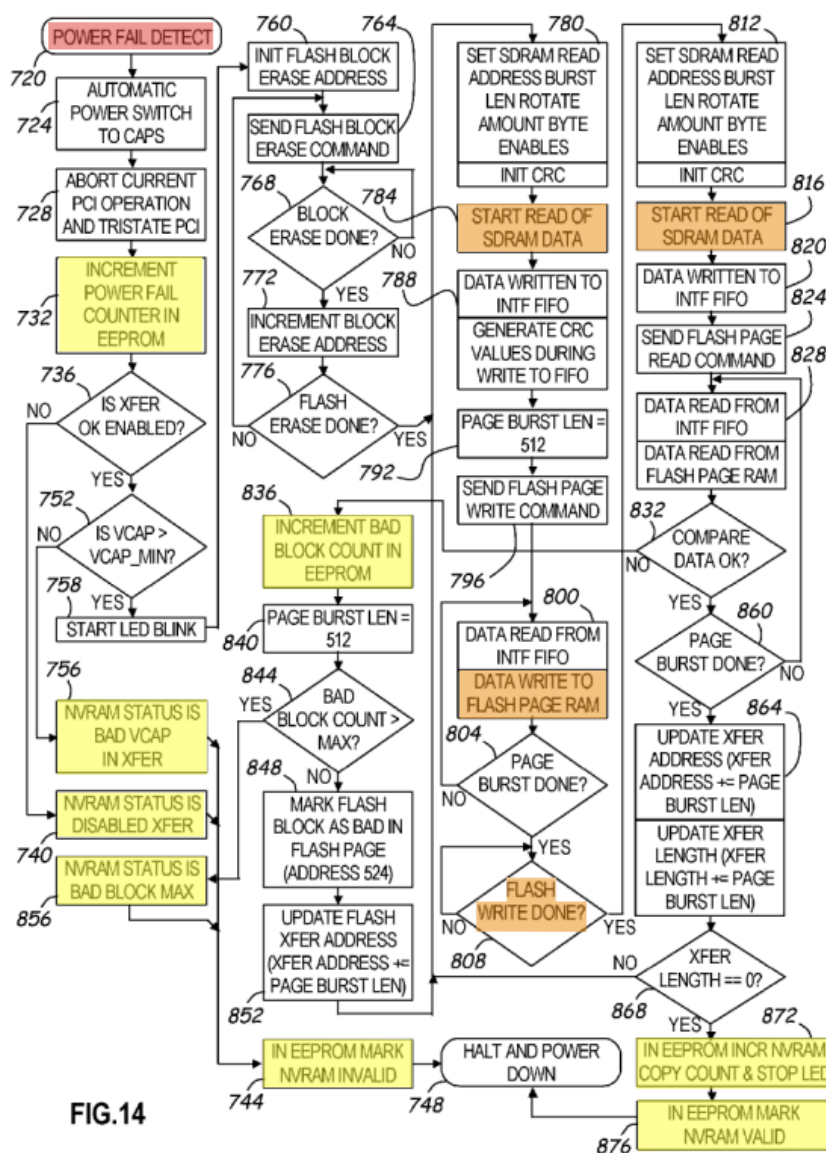 POWER FAIL DETECT
720
AUTOMATIC
POWER SWITCH
TO CAPS
724
ABORT CURRENT
PCI OPERATION
AND TRISTATE PCI
728
INCREMENT
POWER FAIL
COUNTER IN
EEPROM
732
736
IS XFER
OK ENABLED?
NO
YES
752
IS VCAP >
VCAP_MIN?
NO
YES
758
START LED BLINK
756
NVRAM STATUS IS
BAD VCAP
IN XFER
NVRAM STATUS IS
DISABLED XFER
740
NVRAM STATUS IS
BAD BLOCK MAX
856
760
INIT FLASH BLOCK
ERASE ADDRESS
764
SEND FLASH BLOCK
ERASE COMMAND
768
BLOCK
ERASE DONE?
NO
YES
772
INCREMENT BLOCK
ERASE ADDRESS
776
FLASH
ERASE DONE?
NO
YES
836
INCREMENT BAD
BLOCK COUNT IN
EEPROM
840
PAGE BURST LEN =
512
844
BAD
BLOCK COUNT >
MAX?
YES
NO
848
MARK FLASH
BLOCK AS BAD IN
FLASH PAGE
(ADDRESS 524)
UPDATE FLASH
XFER ADDRESS
(XFER ADDRESS +=
PAGE BURST LEN)
852
IN EEPROM MARK
NVRAM INVALID
744
HALT AND POWER
DOWN
748
780
SET SDRAM READ
ADDRESS BURST
LEN ROTATE
AMOUNT BYTE
ENABLES
INIT CRC
784
START READ OF
SDRAM DATA
788
DATA WRITTEN TO
INTF FIFO
GENERATE CRC
VALUES DURING
WRITE TO FIFO
PAGE BURST LEN =
512
792
SEND FLASH PAGE
WRITE COMMAND
796
800
DATA READ FROM
INTF FIFO
DATA WRITE TO
FLASH PAGE RAM
804
PAGE
BURST DONE?
NO
YES
FLASH
WRITE DONE?
NO
YES
808
812
SET SDRAM READ
ADDRESS BURST
LEN ROTATE
AMOUNT BYTE
ENABLES
INIT CRC
816
START READ OF
SDRAM DATA
820
DATA WRITTEN TO
INTF FIFO
824
SEND FLASH PAGE
READ COMMAND
828
DATA READ FROM
INTF FIFO
DATA READ FROM
FLASH PAGE RAM
832
COMPARE
DATA OK?
NO
YES
860
PAGE
BURST DONE?
NO
YES
864
UPDATE XFER
ADDRESS (XFER
ADDRESS += PAGE
BURST LEN)
UPDATE XFER
LENGTH (XFER
LENGTH += PAGE
BURST LEN)
XFER
LENGTH == 0?
NO
868
YES
872
IN EEPROM INCR NVRAM
COPY COUNT & STOP LED
IN EEPROM MARK
NVRAM VALID
876
FIG.14